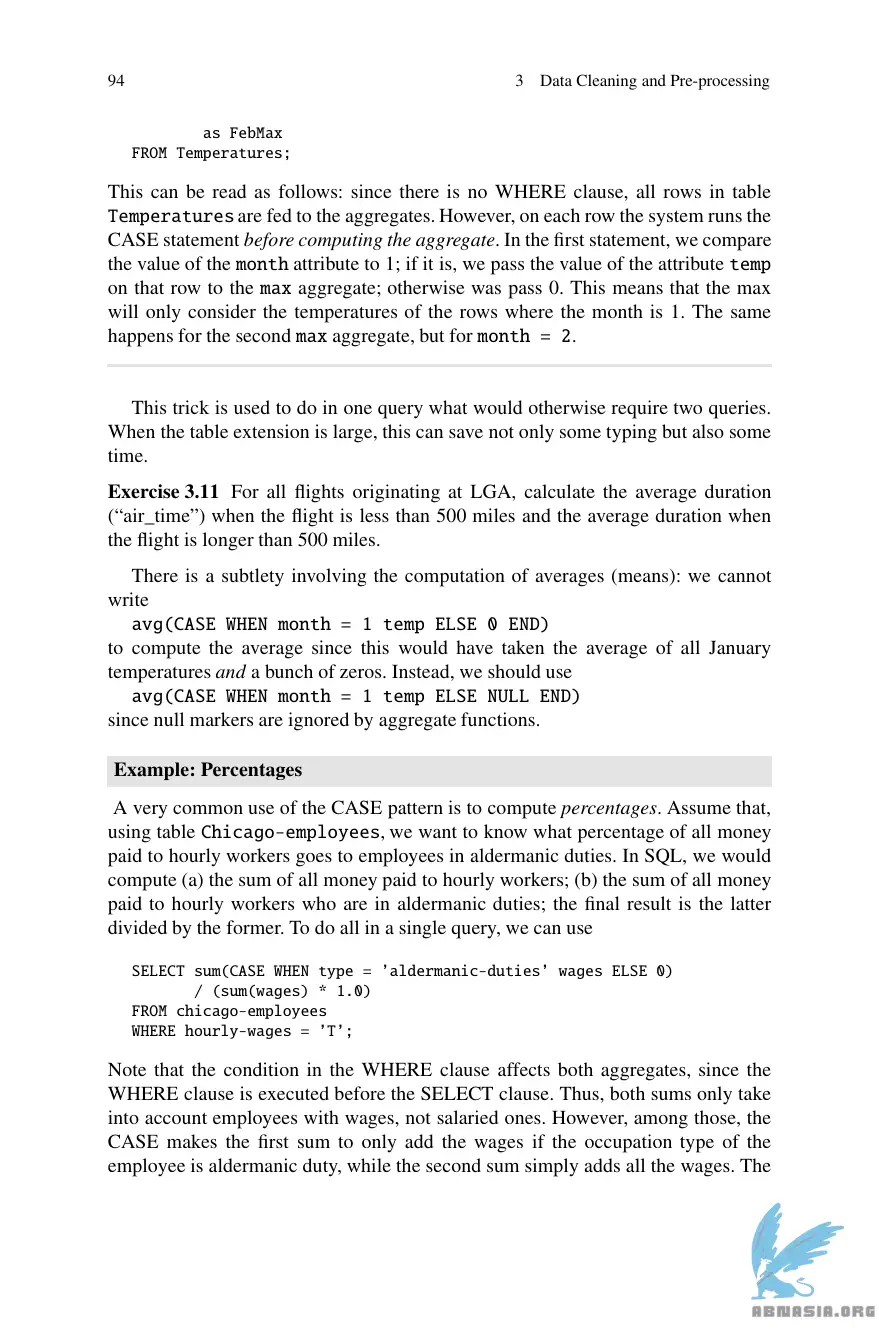 94 3 Data Cleaning and Pre-processing
as FebMax
FROM Temperatures;
This can be read as follows: since there is no WHERE clause, all rows in table
Temperatures are fed to the aggregates. However, on each row the system runs the
CASE statement before computing the aggregate. In the first statement, we compare
the value of the month attribute to 1; if it is, we pass the value of the attribute temp
on that row to the max aggregate; otherwise was pass 0. This means that the max
will only consider the temperatures of the rows where the month is 1. The same
happens for the second max aggregate, but for month = 2.
This trick is used to do in one query what would otherwise require two queries.
When the table extension is large, this can save not only some typing but also some
time.
Exercise 3.11 For all flights originating at LGA, calculate the average duration
(“air_time”) when the flight is less than 500 miles and the average duration when
the flight is longer than 500 miles.
There is a subtlety involving the computation of averages (means): we cannot
write
avg(CASE WHEN month = 1 temp ELSE 0 END)
to compute the average since this would have taken the average of all January
temperatures and a bunch of zeros. Instead, we should use
avg(CASE WHEN month = 1 temp ELSE NULL END)
since null markers are ignored by aggregate functions.
Example: Percentages
A very common use of the CASE pattern is to compute percentages. Assume that,
using table Chicago-employees, we want to know what percentage of all money
paid to hourly workers goes to employees in aldermanic duties. In SQL, we would
compute (a) the sum of all money paid to hourly workers; (b) the sum of all money
paid to hourly workers who are in aldermanic duties; the final result is the latter
divided by the former. To do all in a single query, we can use
SELECT sum(CASE WHEN type = ’aldermanic-duties’ wages ELSE 0)
/ (sum(wages) * 1.0)
FROM chicago-employees
WHERE hourly-wages = ’T’;
Note that the condition in the WHERE clause affects both aggregates, since the
WHERE clause is executed before the SELECT clause. Thus, both sums only take
into account employees with wages, not salaried ones. However, among those, the
CASE makes the first sum to only add the wages if the occupation type of the
employee is aldermanic duty, while the second sum simply adds all the wages. The
ABNASIA.ORG